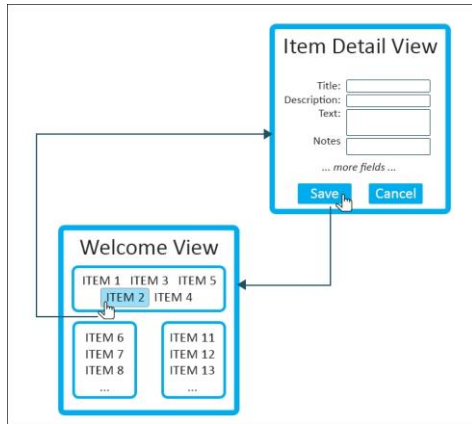 Item Detail View
Title:
Description:
Text:
Notes
... more fields ...
Save Cancel
Welcome View
ITEM 1 ITEM 3 ITEM 5
ITEM 2 ITEM 4
ITEM 6
ITEM 7
ITEM 8
...
ITEM 11
ITEM 12
ITEM 13
...